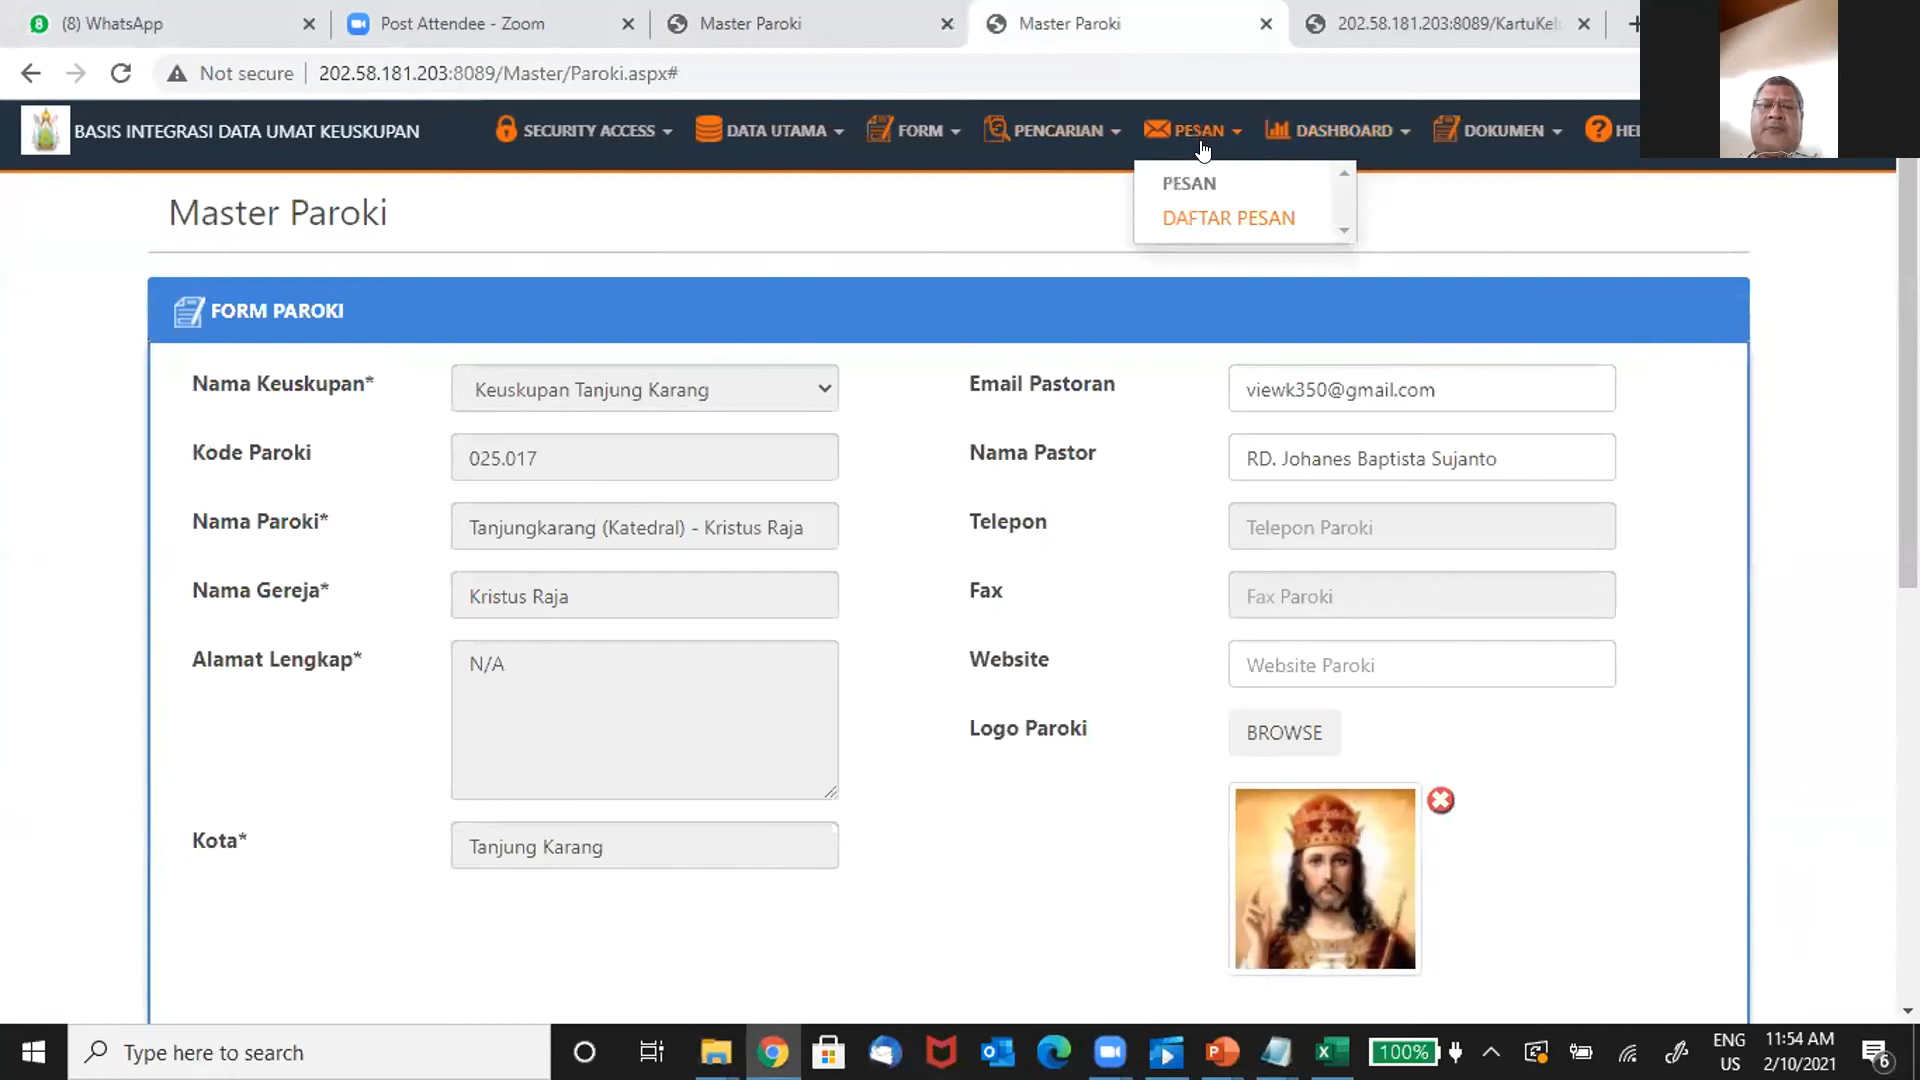 (8) WhatsApp
Post Attendee - Zoom
Master Paroki
Master Paroki
202.58.181.203:8089/KartuKel
Not secure
202.58.181.203:8089/Master/Paroki.aspx#
BASIS INTEGRASI DATA UMAT KEUSKUPAN
SECURITY ACCESS
DATA UTAMA
FORM
PENCARIAN
PESAN
DASHBOARD
DOKUMEN
HEL
PESAN
DAFTAR PESAN
Master Paroki
FORM PAROKI
Nama Keuskupan*
Keuskupan Tanjung Karang
Email Pastoran
viewk350@gmail.com
Kode Paroki
025.017
Nama Pastor
RD. Johanes Baptista Sujanto
Nama Paroki*
Tanjungkarang (Katedral) - Kristus Raja
Telepon
Telepon Paroki
Nama Gereja*
Kristus Raja
Fax
Fax Paroki
Alamat Lengkap*
N/A
Website
Website Paroki
Logo Paroki
BROWSE
Kota*
Tanjung Karang
Type here to search
100%
ENG
US
11:54 AM
2/10/2021
6